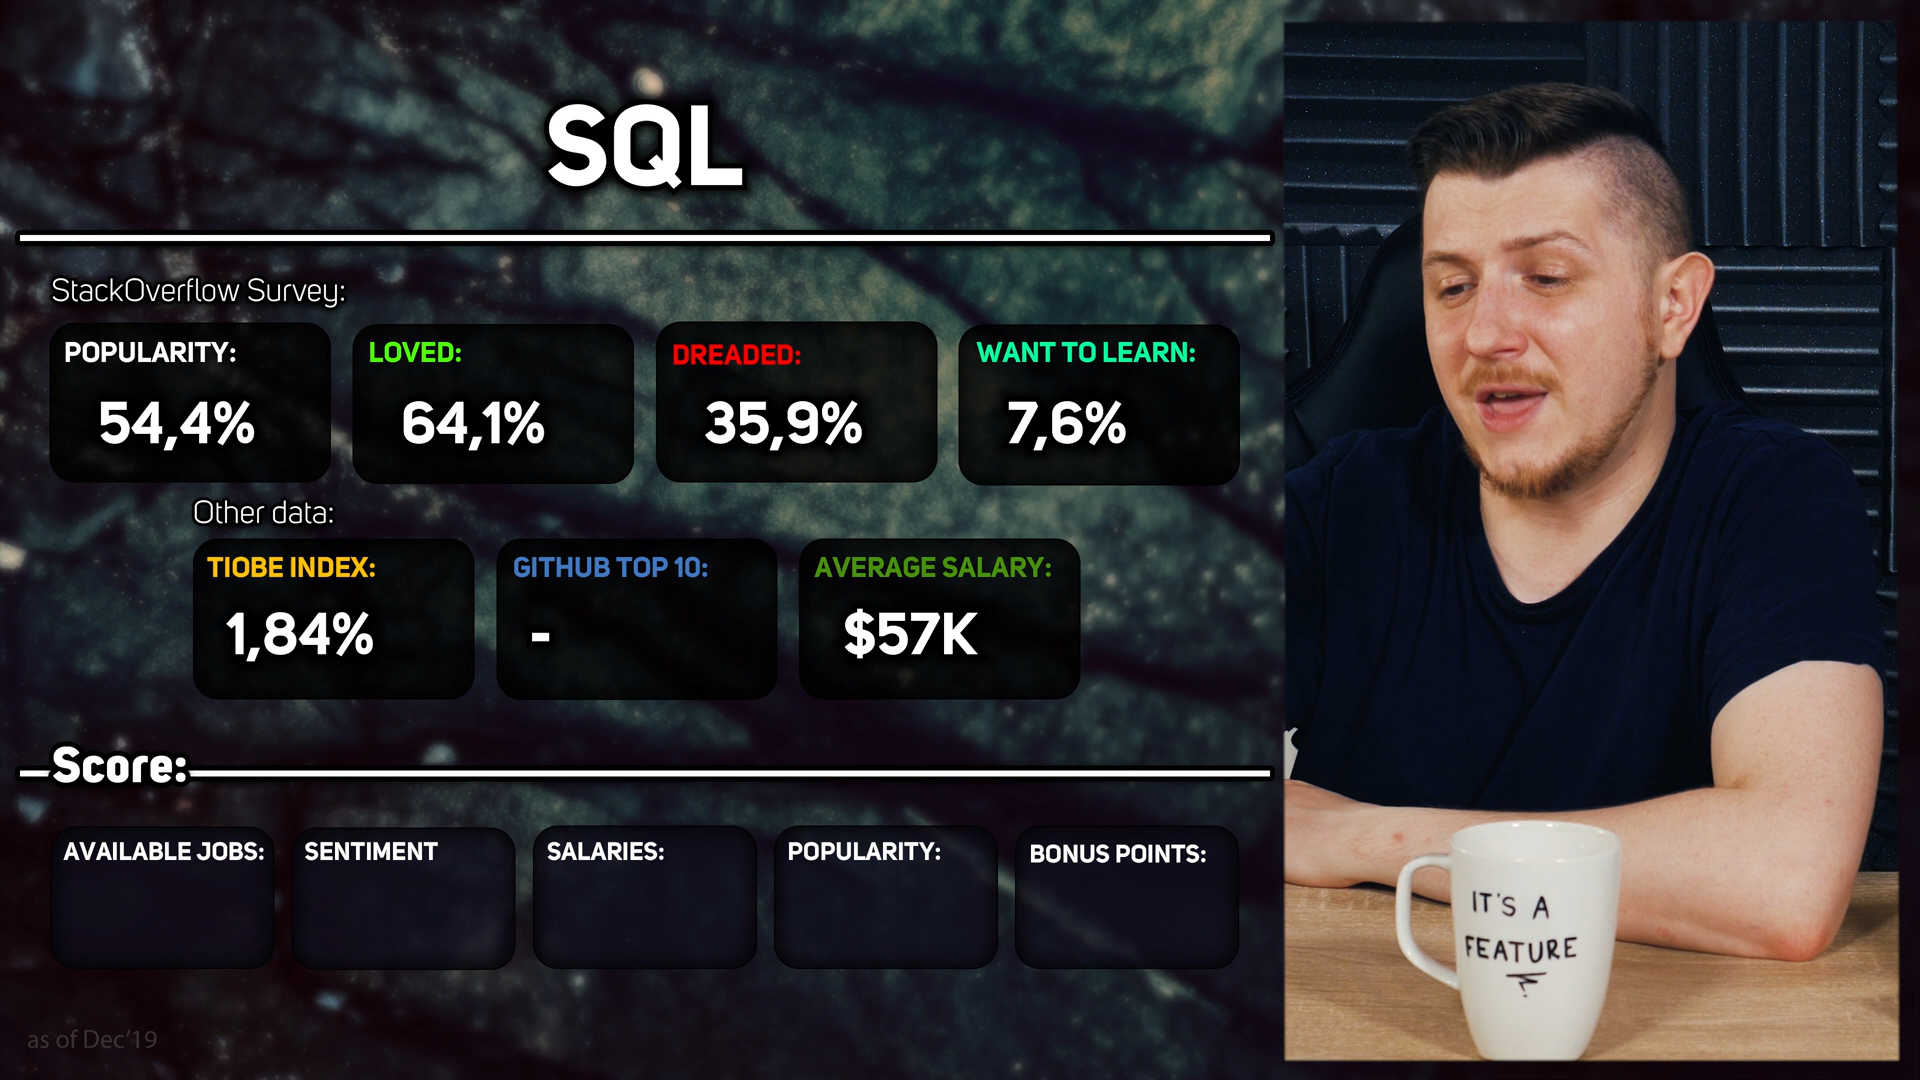 SQL
StackOverflow Survey:
POPULARITY: LOVED: DREADED: WANT TO LEARN:
54,4% 64,1% 35,9% 7,6%
Other data:
TIOBE INDEX: GITHUB TOP 10: AVERAGE SALARY:
1,84% - $57K
Score:
AVAILABLE JOBS: SENTIMENT SALARIES: POPULARITY: BONUS POINTS:
as of Dec'19
IT'S A
FEATURE